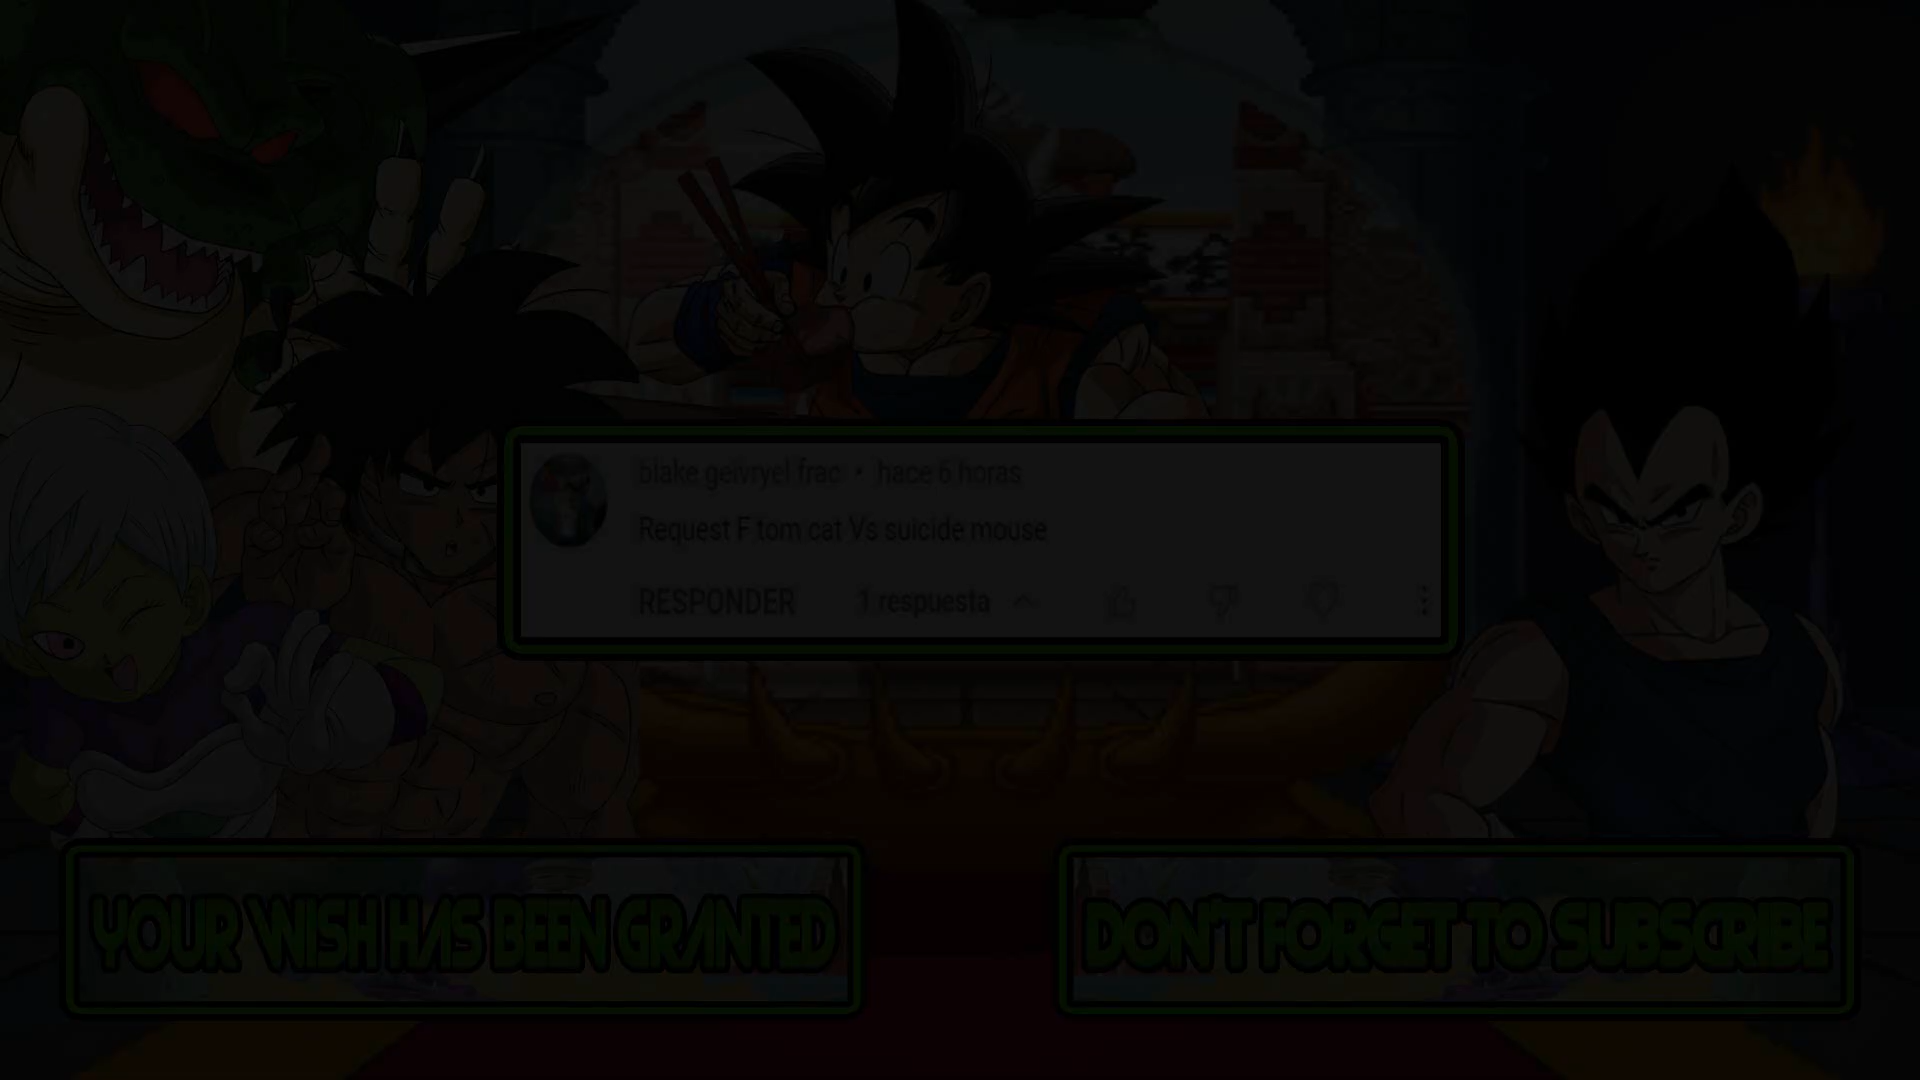 blake geivryel frac • hace 6 horas
Request F tom cat Vs suicide mouse
RESPONDER 1 respuesta
YOUR WISH HAS BEEN GRANTED
DON'T FORGET TO SUBSCRIBE